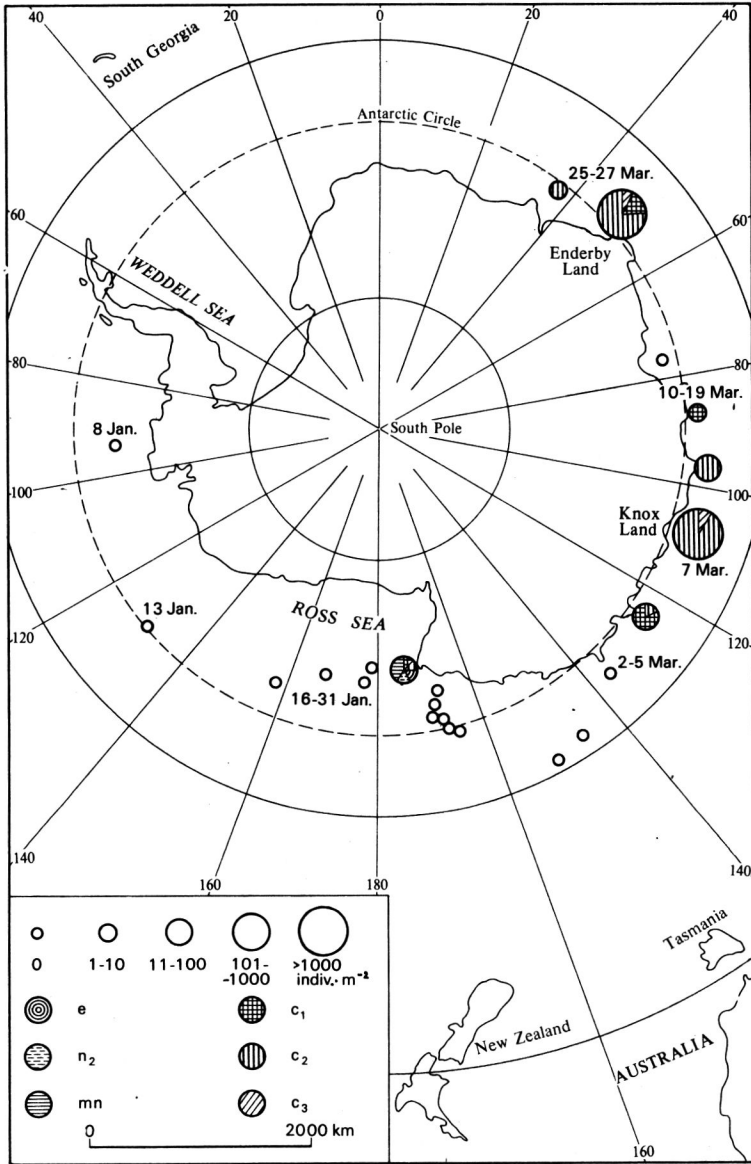 40
20
0
20
40
South Georgia
Antarctic Circle
25-27 Mar.
60
WEDDELL SEA
Enderby
Land
60
80
80
10-19 Mar.
8 Jan.
South Pole
100
100
Knox
Land
7 Mar.
13 Jan.
ROSS SEA
120
120
2-5 Mar.
16-31 Jan.
140
160
180
140
0
1-10
11-100
101-
-1000
>1000
indiv.· m⁻²
e
c₁
n₂
c₂
mn
c₃
0
2000 km
Tasmania
New Zealand
AUSTRALIA
160